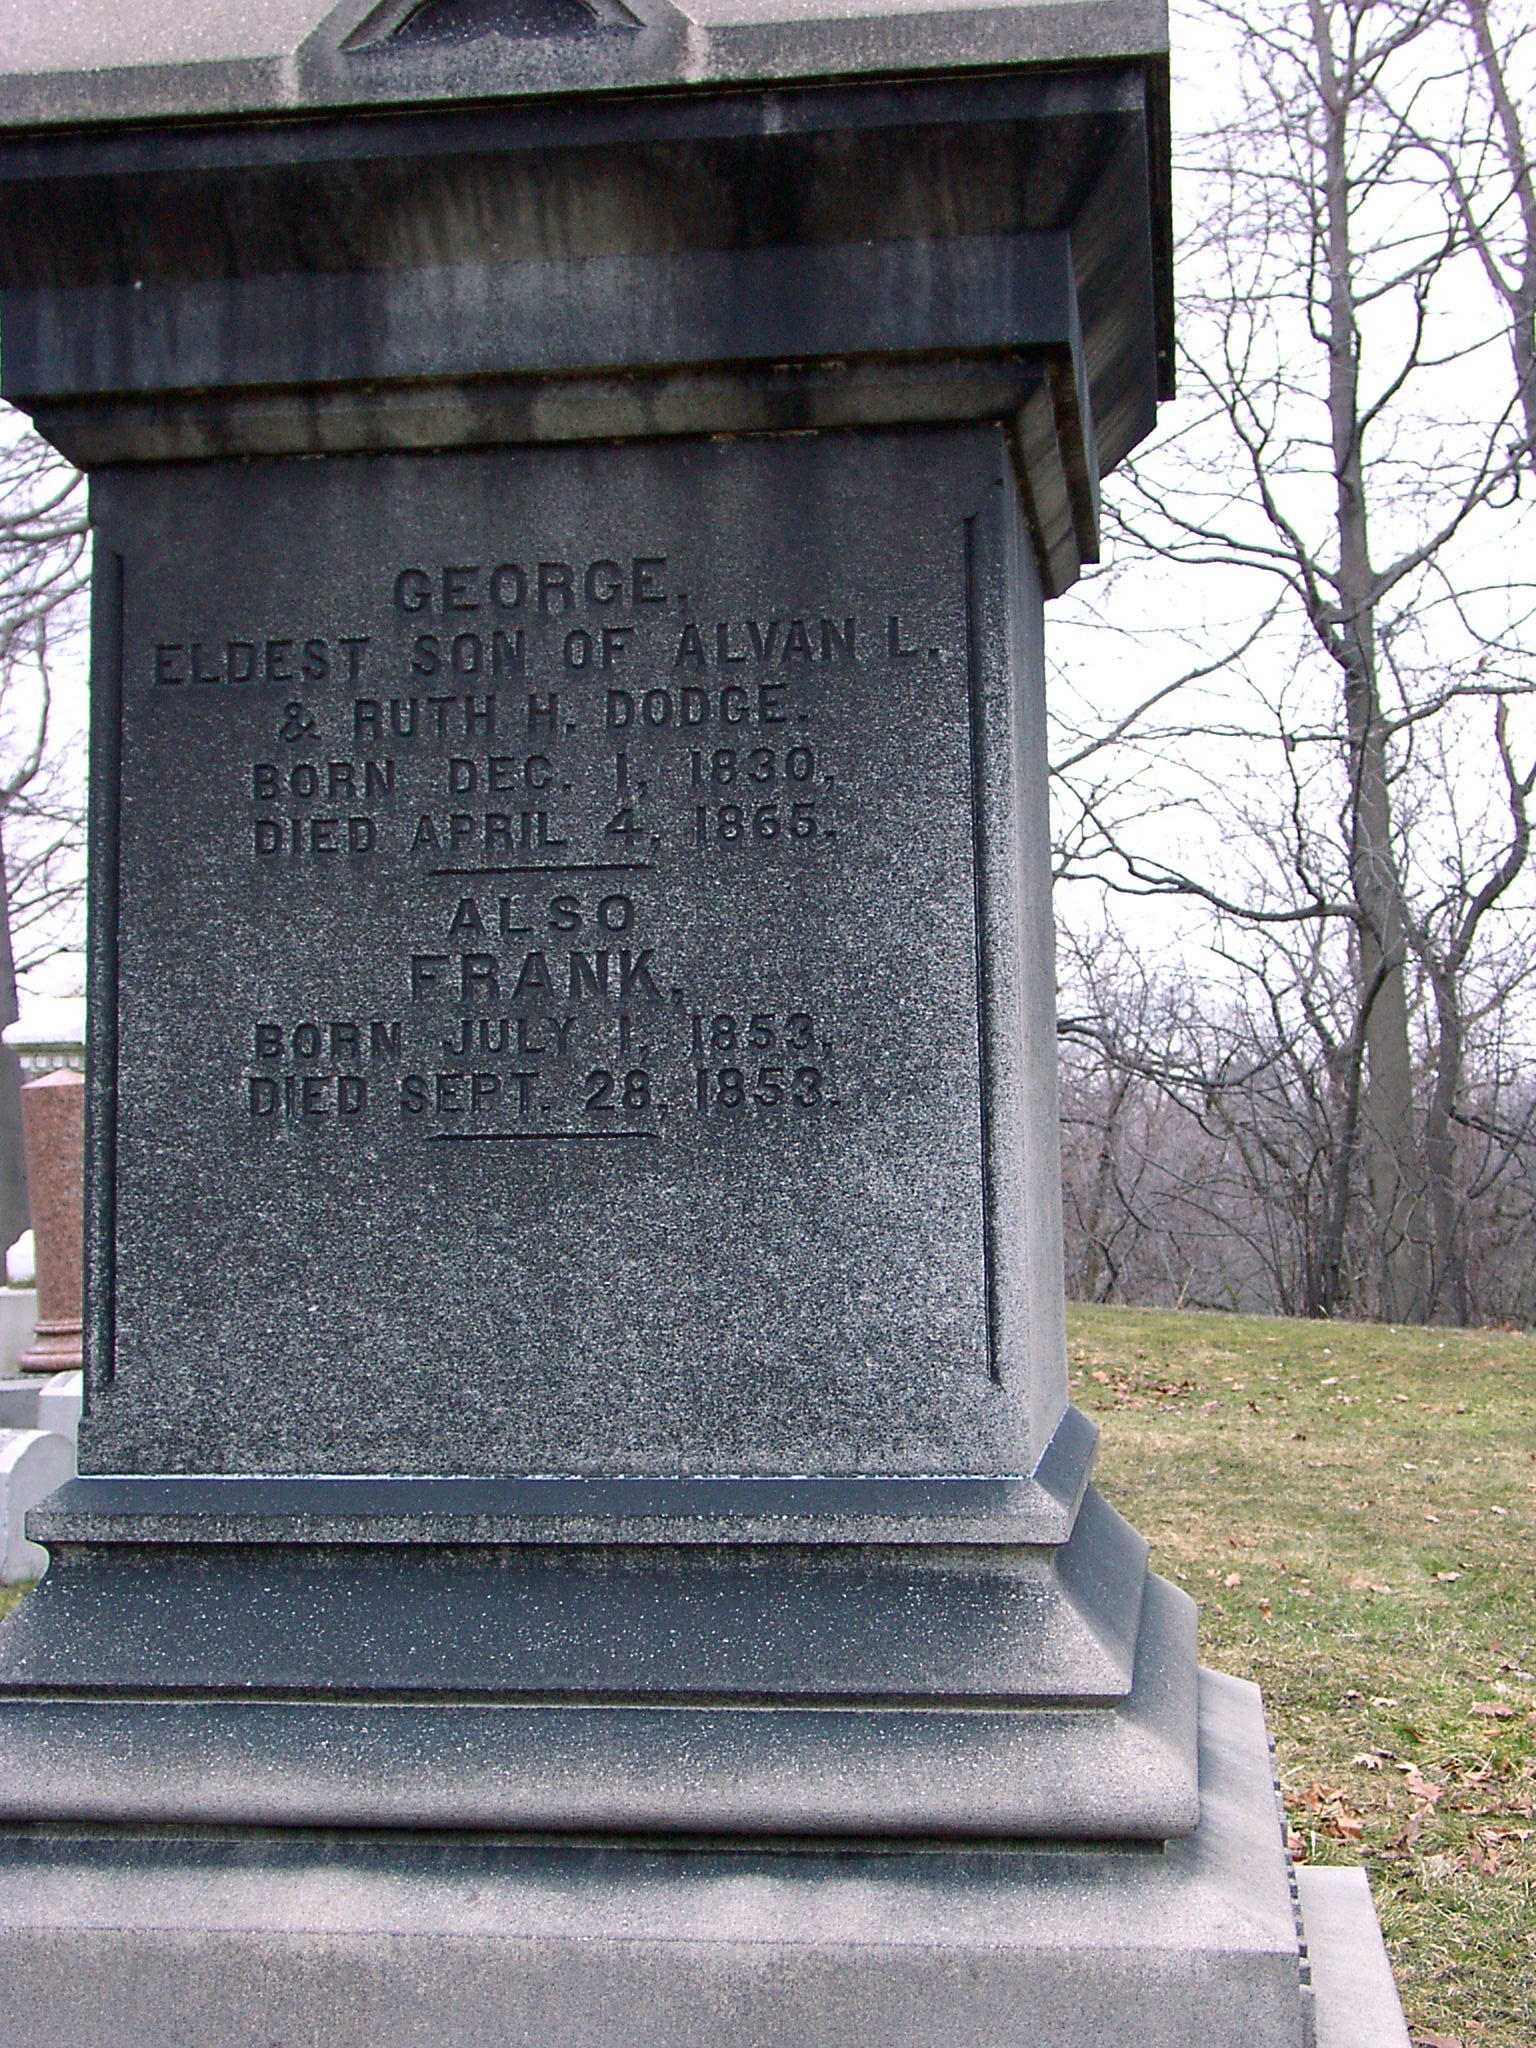 GEORGE,
ELDEST SON OF ALVAN L.
& RUTH H. DODGE.
BORN DEC. 1, 1830,
DIED APRIL 4, 1865.
ALSO
FRANK,
BORN JULY 1, 1853.
DIED SEPT. 28, 1853.